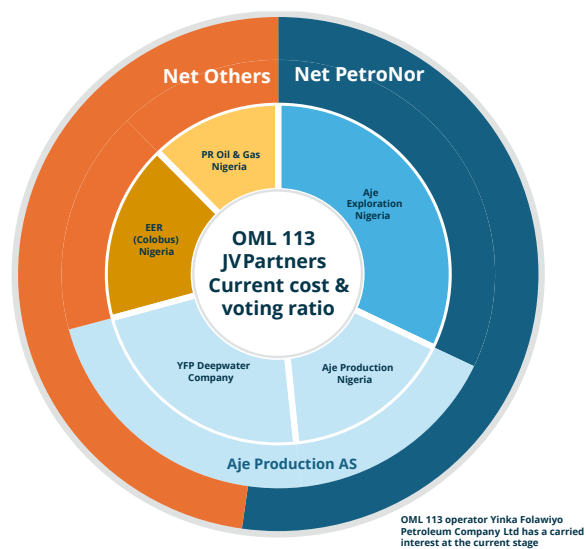 Net Others
Net PetroNor
PR Oil & Gas
Nigeria
Aje
Exploration
Nigeria
EER
(Colobus)
Nigeria
OML 113
JV Partners
Current cost &
voting ratio
YFP Deepwater
Company
Aje Production
Nigeria
Aje Production AS
OML 113 operator Yinka Folawiyo
Petroleum Company Ltd has a carried
interest at the current stage